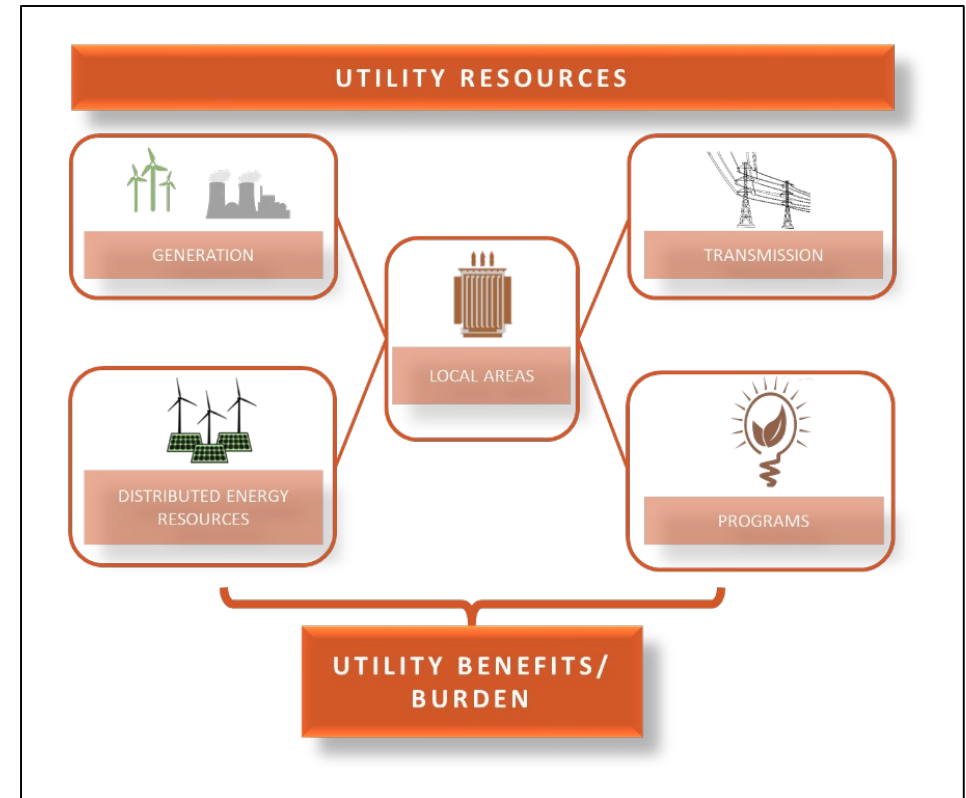 UTILITY RESOURCES
GENERATION
TRANSMISSION
LOCAL AREAS
DISTRIBUTED ENERGY
RESOURCES
PROGRAMS
UTILITY BENEFITS/
BURDEN